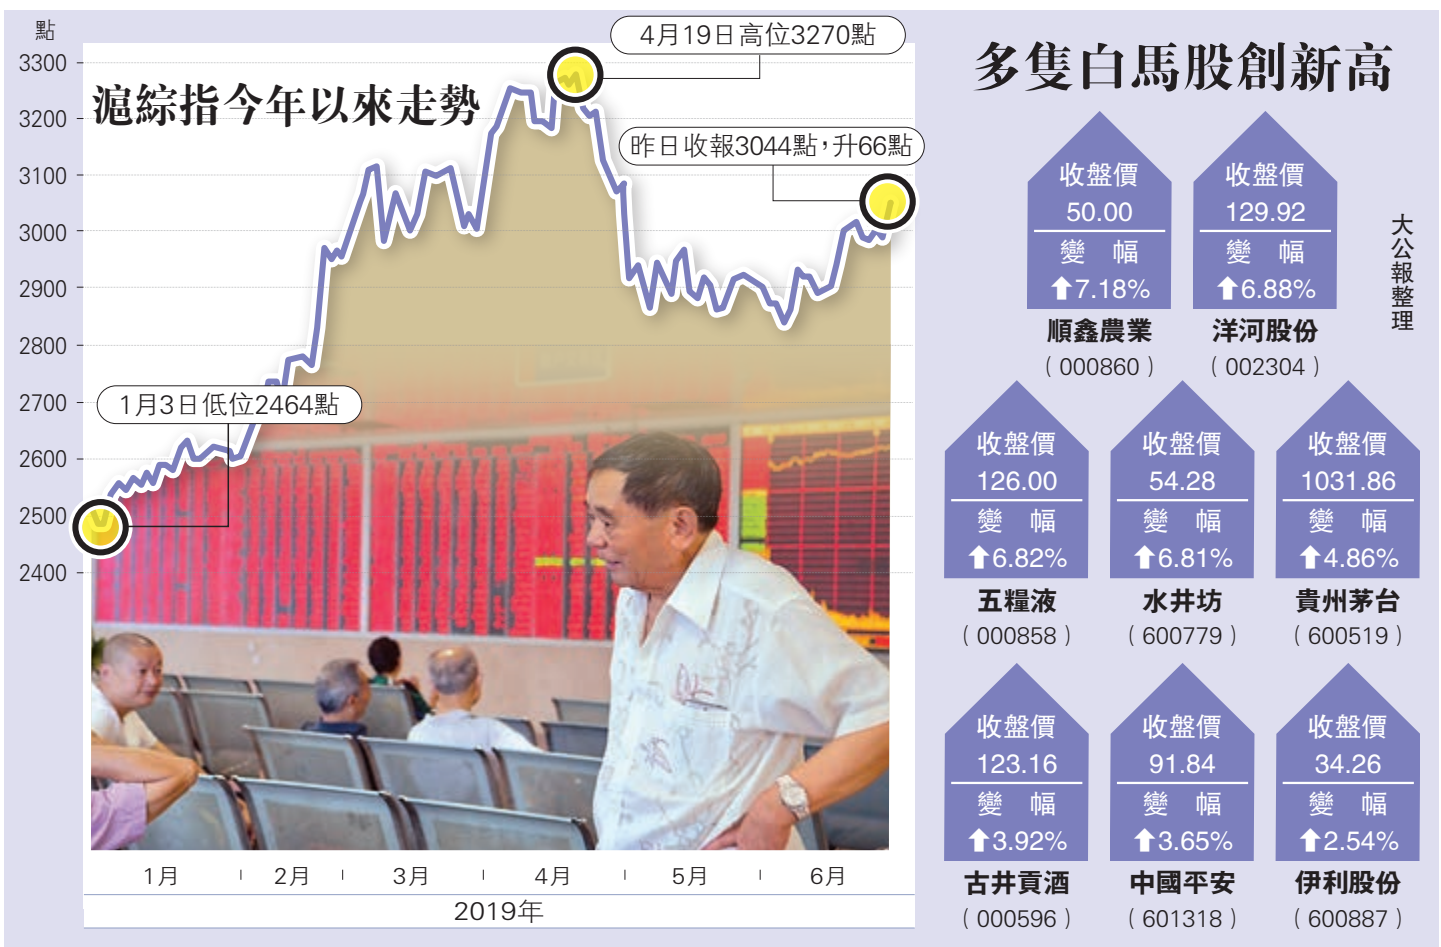 點
3300
3200
3100
3000
2900
2800
2700
2600
2500
2400
滬綜指今年以來走勢
4月19日高位3270點
昨日收報3044點，升66點
1月3日低位2464點
1月
2月
3月
4月
5月
6月
2019年
多隻白馬股創新高
收盤價
50.00
變幅
⬆7.18%
順鑫農業
（000860）
收盤價
129.92
變幅
⬆6.88%
洋河股份
（002304）
大公報整理
收盤價
126.00
變幅
⬆6.82%
五糧液
（000858）
收盤價
54.28
變幅
⬆6.81%
水井坊
（600779）
收盤價
1031.86
變幅
⬆4.86%
貴州茅台
（600519）
收盤價
123.16
變幅
⬆3.92%
古井貢酒
（000596）
收盤價
91.84
變幅
⬆3.65%
中國平安
（601318）
收盤價
34.26
變幅
⬆2.54%
伊利股份
（600887）